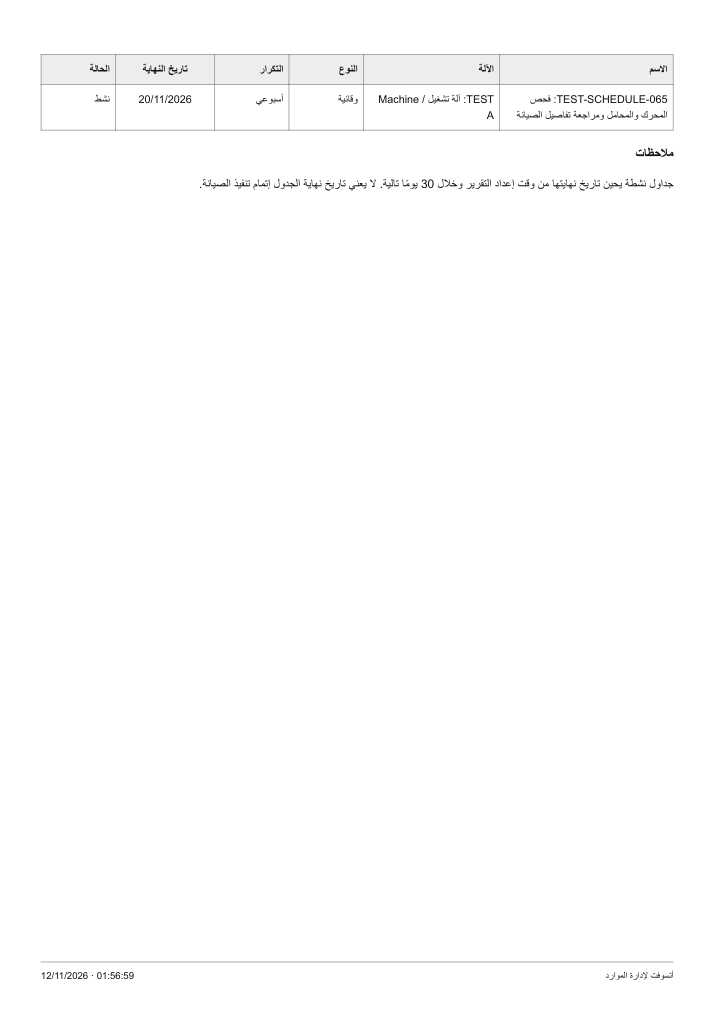 الاسم الآلة النوع التكرار تاريخ النهاية الحالة
TEST-SCHEDULE-065: فحص المحرك والمحامل ومراجعة تفاصيل الصيانة TEST: آلة تشغيل / Machine A وقائية أسبوعي 20/11/2026 نشط
ملاحظات
جداول نشطة يحين تاريخ نهايتها من وقت إعداد التقرير وخلال 30 يومًا تالية. لا يعني تاريخ نهاية الجدول إتمام تنفيذ الصيانة.
أتسوفت لإدارة الموارد 12/11/2026 · 01:56:59